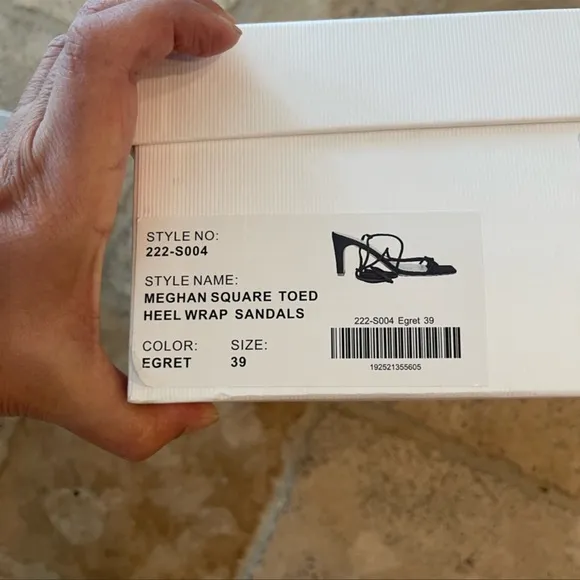 STYLE NO:
222-S004
STYLE NAME:
MEGHAN SQUARE TOED
HEEL WRAP SANDALS
COLOR: SIZE:
EGRET 39
222-S004 Egret 39
192521355605